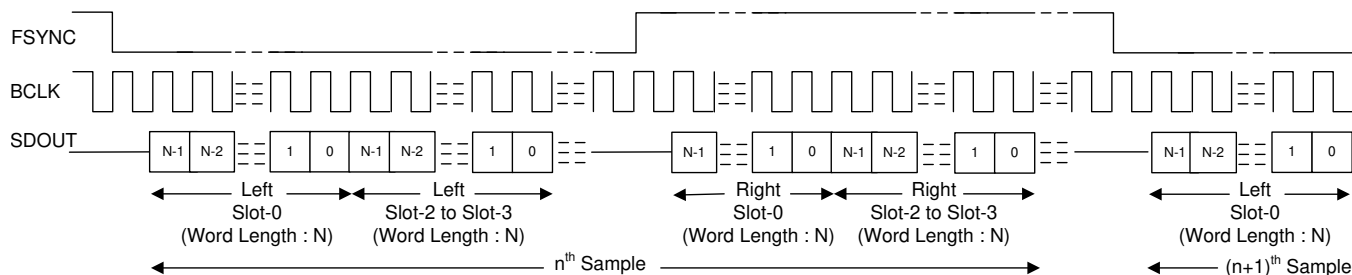 FSYNC
BCLK
SDOUT
N-1 N-2 1 0 N-1 N-2 1 0 N-1 1 0 N-1 N-2 1 0 N-1 N-2 1 0
Left Left Right Right Left
Slot-0 Slot-2 to Slot-3 Slot-0 Slot-2 to Slot-3 Slot-0
(Word Length : N) (Word Length : N) (Word Length : N) (Word Length : N) (Word Length : N)
nth Sample (n+1)th Sample